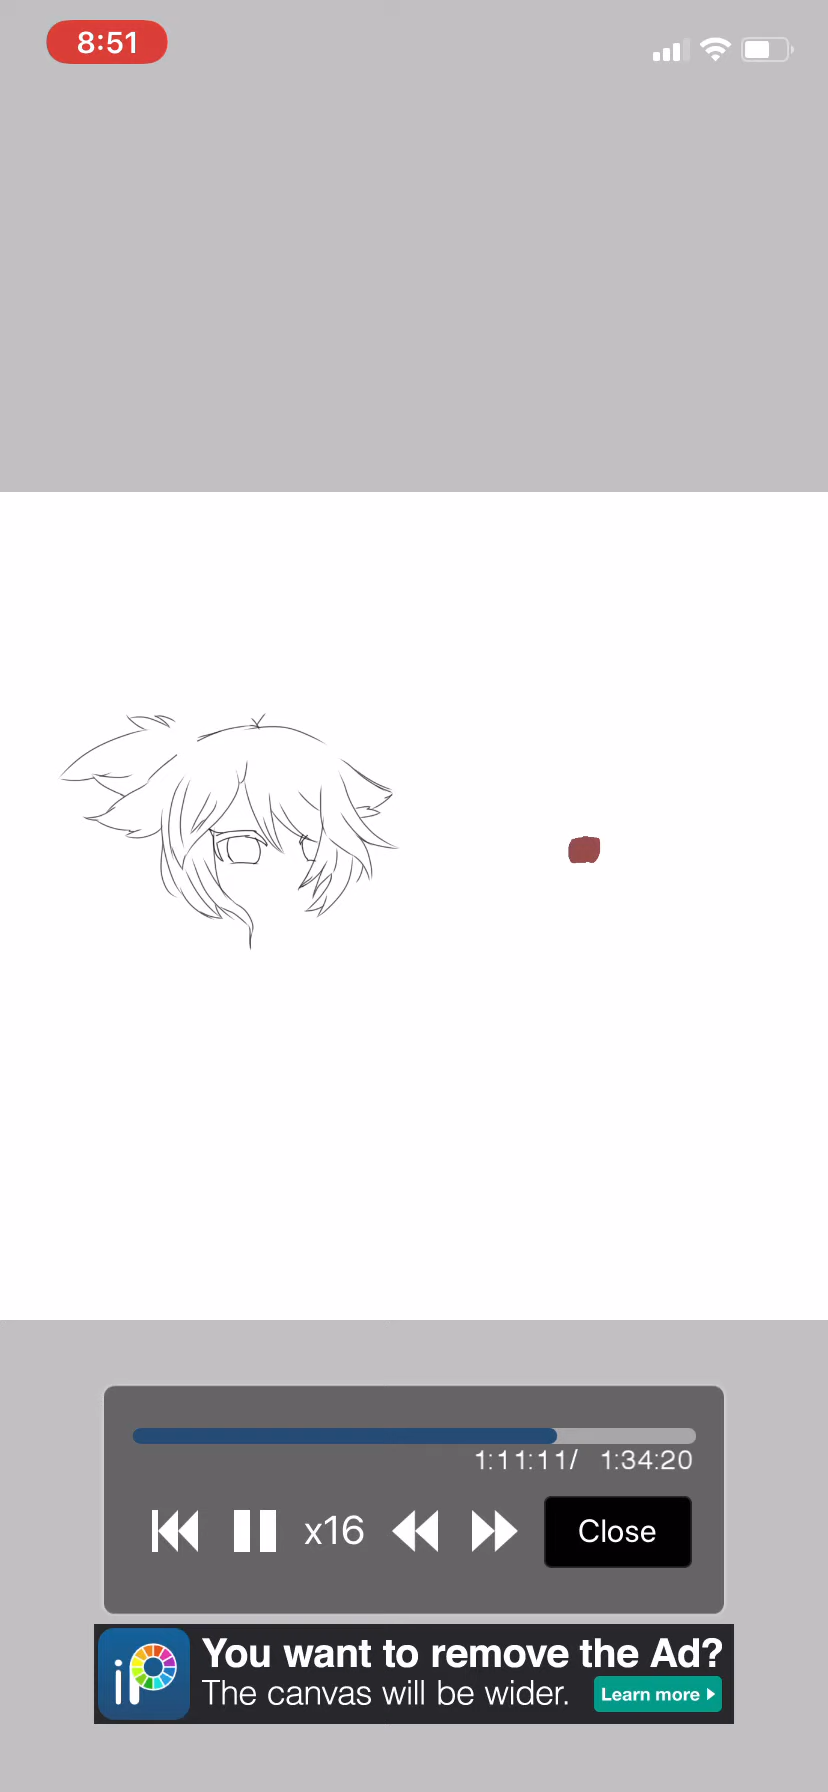 8:51
1:11:11/ 1:34:20
x16
Close
iP
You want to remove the Ad?
The canvas will be wider.
Learn more